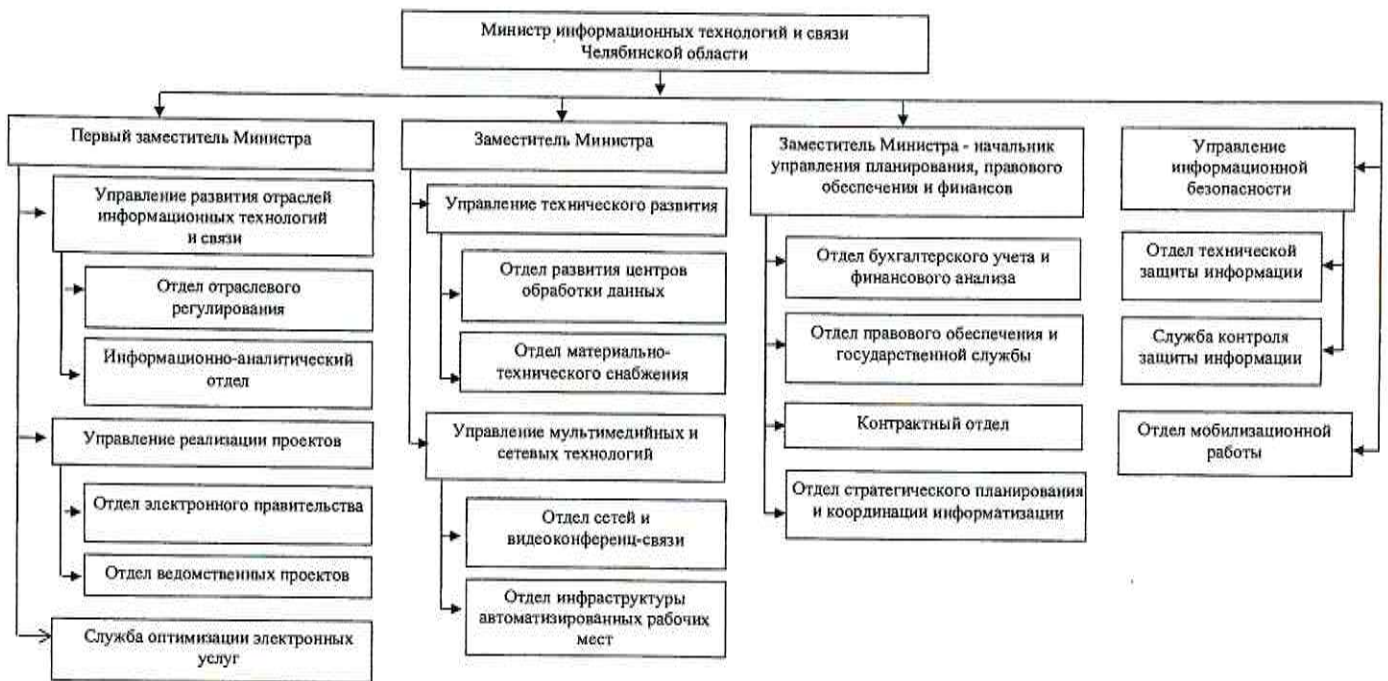 Министр информационных технологий и связи
Челябинской области
Первый заместитель Министра
Управление развития отраслей
информационных технологий
и связи
Отдел отраслевого
регулирования
Информационно-аналитический
отдел
Управление реализации проектов
Отдел электронного правительства
Отдел ведомственных проектов
Служба оптимизации электронных
услуг
Заместитель Министра
Управление технического развития
Отдел развития центров
обработки данных
Отдел материально-
технического снабжения
Управление мультимедийных и
сетевых технологий
Отдел сетей и
видеоконференц-связи
Отдел инфраструктуры
автоматизированных рабочих
мест
Заместитель Министра - начальник
управления планирования, правового
обеспечения и финансов
Отдел бухгалтерского учета и
финансового анализа
Отдел правового обеспечения и
государственной службы
Контрактный отдел
Отдел стратегического планирования
и координации информатизации
Управление
информационной
безопасности
Отдел технической
защиты информации
Служба контроля
защиты информации
Отдел мобилизационной
работы